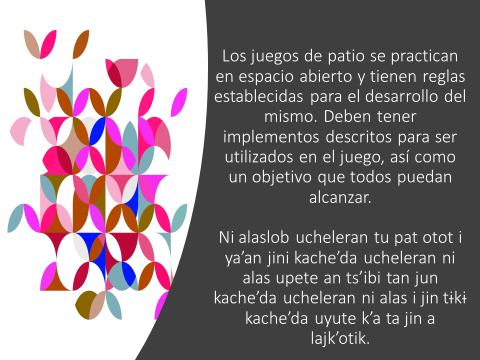 Los juegos de patio se practican
en espacio abierto y tienen reglas
establecidas para el desarrollo del
mismo. Deben tener
implementos descritos para ser
utilizados en el juego, así como
un objetivo que todos puedan
alcanzar.
Ni alaslob ucheleran tu pat otot i
ya’an jini kache’da ucheleran ni
alas upete an ts’ibi tan jun
kache’da ucheleran ni alas i jin tɨkɨ
kache’da uyute k’a ta jin a
lajk’otik.